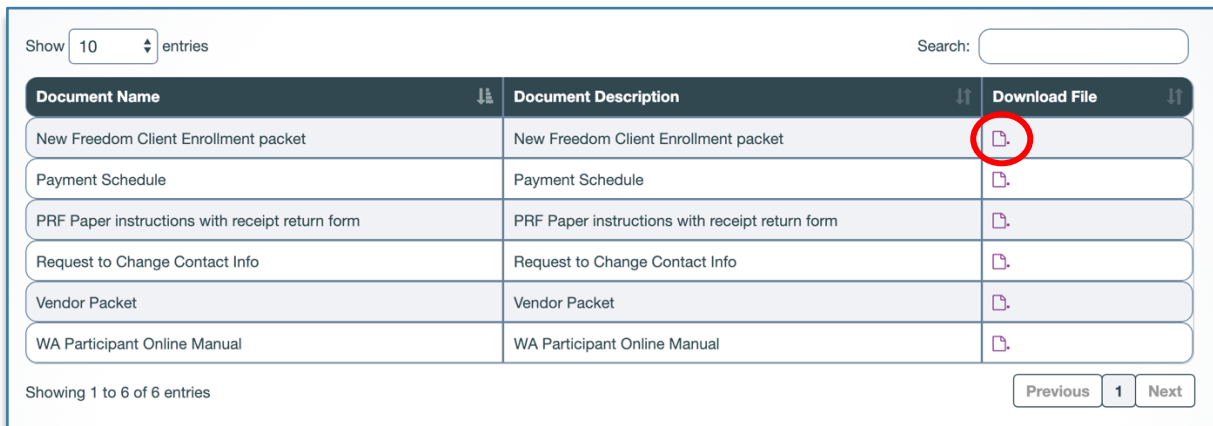 Show 10 entries Search:
Document Name Document Description Download File
New Freedom Client Enrollment packet New Freedom Client Enrollment packet
Payment Schedule Payment Schedule
PRF Paper instructions with receipt return form PRF Paper instructions with receipt return form
Request to Change Contact Info Request to Change Contact Info
Vendor Packet Vendor Packet
WA Participant Online Manual WA Participant Online Manual
Showing 1 to 6 of 6 entries Previous 1 Next